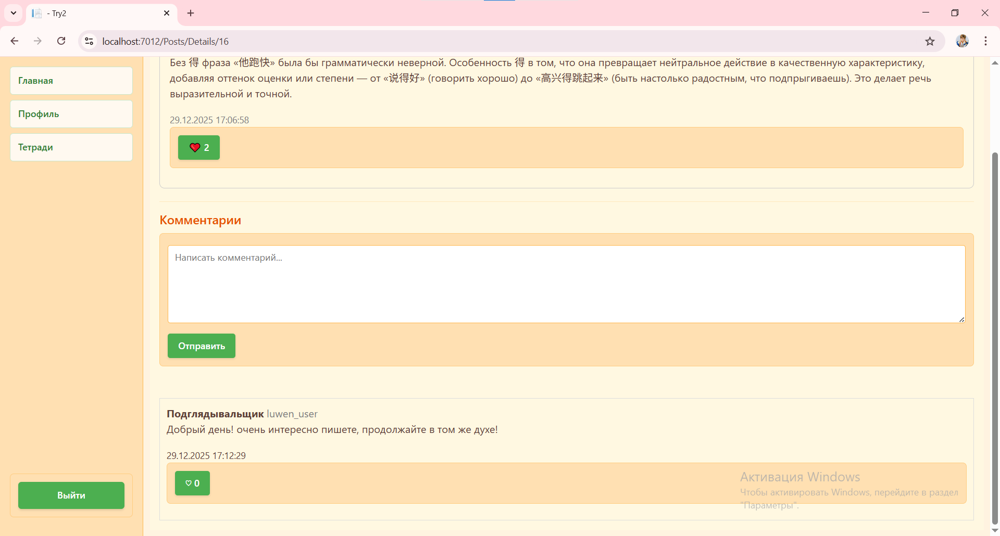 - Try2
localhost:7012/Posts/Details/16
Главная
Профиль
Тетради
Выйти
Без 得 фраза «他跑快» была бы грамматически неверной. Особенность 得 в том, что она превращает нейтральное действие в качественную характеристику,
добавляя оттенок оценки или степени — от «说得好» (говорить хорошо) до «高兴得跳起来» (быть настолько радостным, что подпрыгиваешь). Это делает речь
выразительной и точной.
29.12.2025 17:06:58
❤ 2
Комментарии
Написать комментарий...
Отправить
Подглядывальщик luwen_user
Добрый день! очень интересно пишете, продолжайте в том же духе!
29.12.2025 17:12:29
♡ 0
Активация Windows
Чтобы активировать Windows, перейдите в раздел
"Параметры".